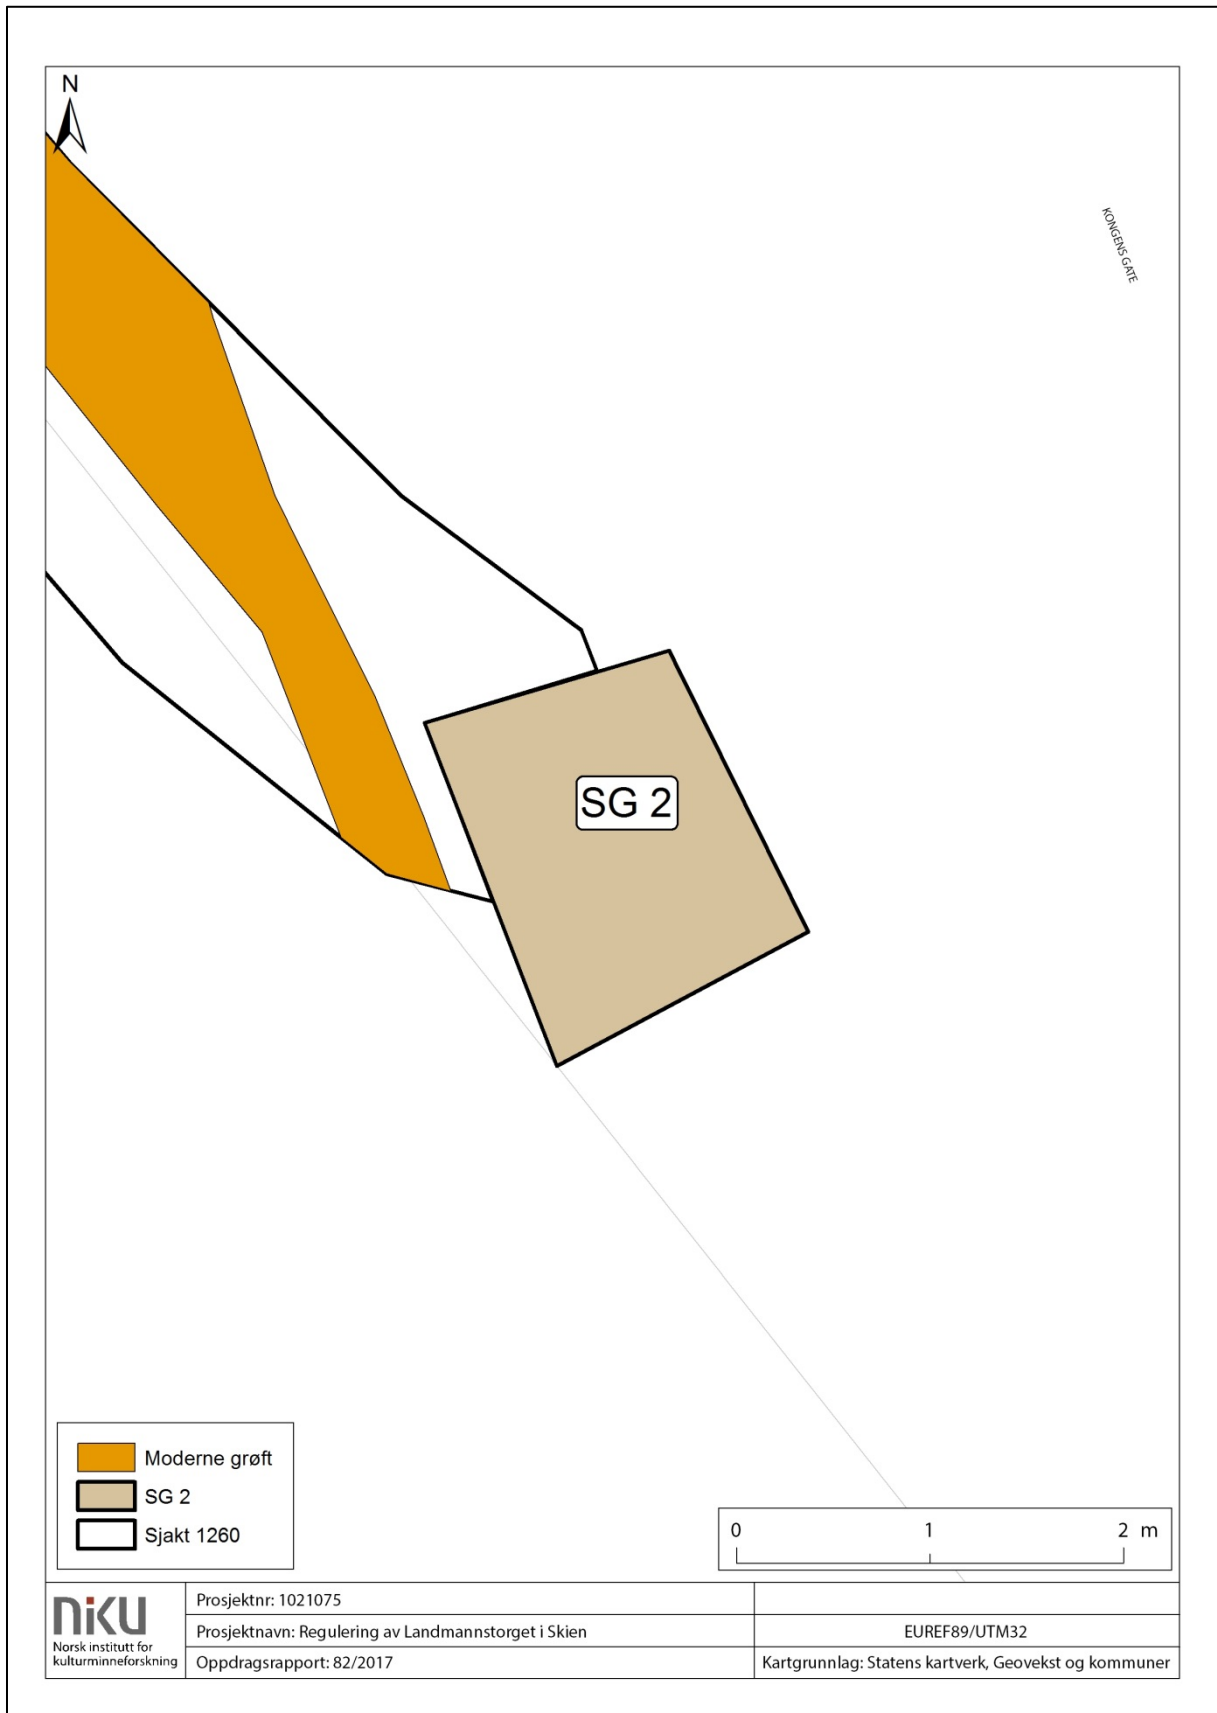 N
KONGENS GATE
SG 2
Moderne grøft
SG 2
Sjakt 1260
0 1 2 m
NIKU
Norsk institutt for
kulturminneforskning
Prosjektnr: 1021075
Prosjektnavn: Regulering av Landmannstorget i Skien
EUREF89/UTM32
Oppdragsrapport: 82/2017
Kartgrunnlag: Statens kartverk, Geovekst og kommuner